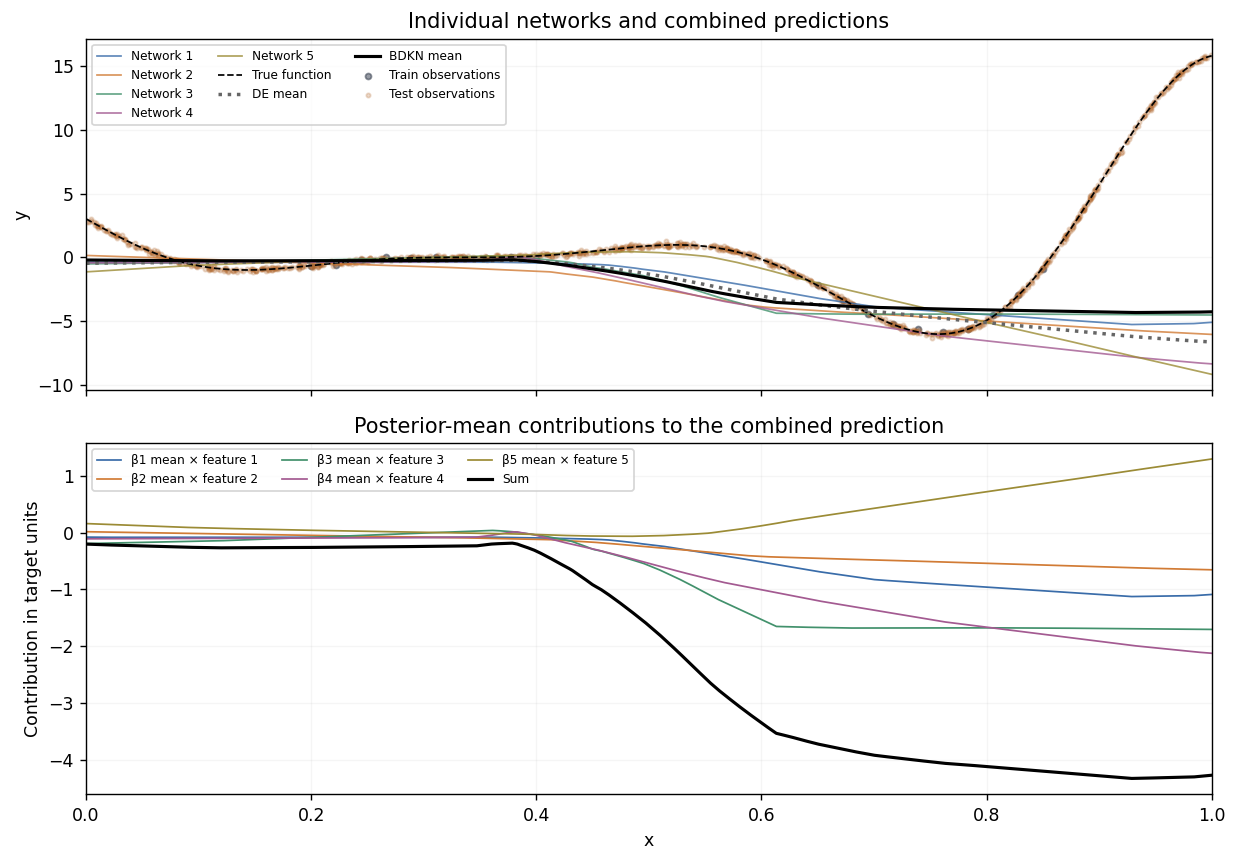 Individual networks and combined predictions
Network 1
Network 2
Network 3
Network 4
Network 5
True function
DE mean
BDKN mean
Train observations
Test observations
15
10
5
0
−5
−10
y
Posterior-mean contributions to the combined prediction
β1 mean × feature 1
β2 mean × feature 2
β3 mean × feature 3
β4 mean × feature 4
β5 mean × feature 5
Sum
1
0
−1
−2
−3
−4
Contribution in target units
0.0 0.2 0.4 0.6 0.8 1.0
x